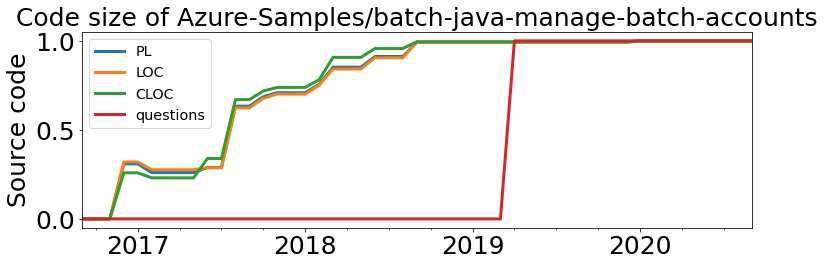 Code size of Azure-Samples/batch-java-manage-batch-accounts
Source code
1.0
0.5
0.0
PL
LOC
CLOC
questions
2017 2018 2019 2020